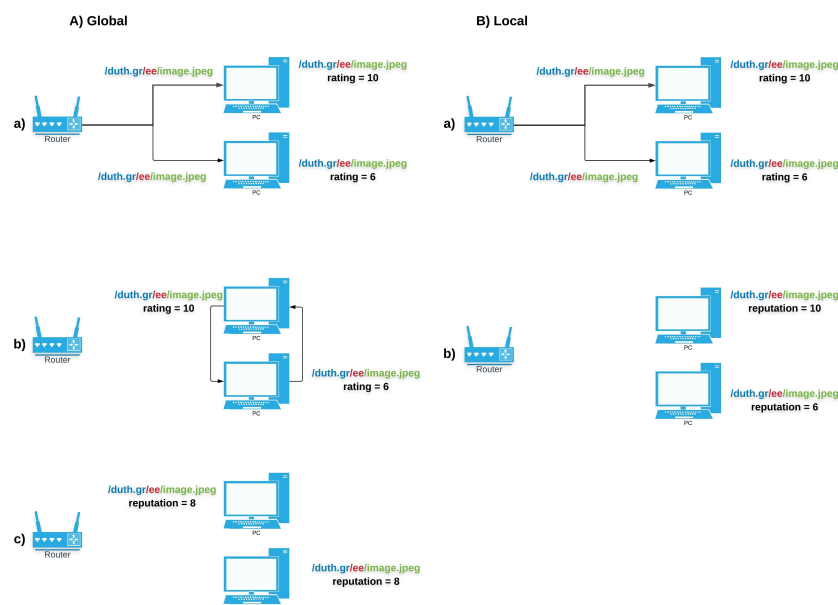 A) Global
B) Local
/duth.gr/ee/image.jpeg
/duth.gr/ee/image.jpeg
rating = 10
PC
a)
Router
/duth.gr/ee/image.jpeg
/duth.gr/ee/image.jpeg
rating = 6
PC
/duth.gr/ee/image.jpeg
/duth.gr/ee/image.jpeg
rating = 10
PC
a)
Router
/duth.gr/ee/image.jpeg
/duth.gr/ee/image.jpeg
rating = 6
PC
/duth.gr/ee/image.jpeg
rating = 10
PC
b)
Router
/duth.gr/ee/image.jpeg
rating = 6
PC
/duth.gr/ee/image.jpeg
reputation = 10
PC
b)
Router
/duth.gr/ee/image.jpeg
reputation = 6
PC
/duth.gr/ee/image.jpeg
reputation = 8
PC
c)
Router
/duth.gr/ee/image.jpeg
reputation = 8
PC